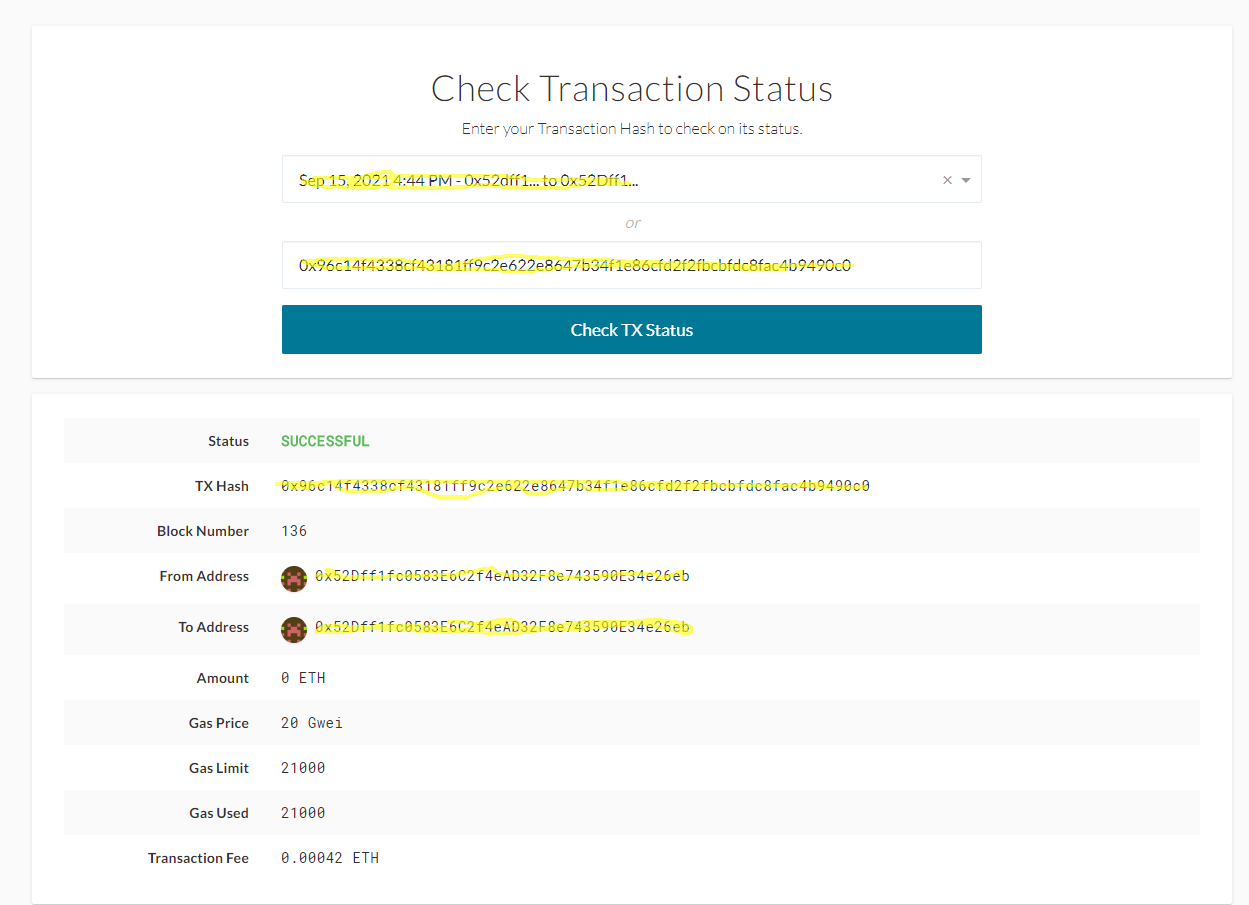 Check Transaction Status
Enter your Transaction Hash to check on its status.
Sep 15, 2021 4:44 PM - 0x52dff1... to 0x52Dff1...
or
0x96c14f4338cf43181ff9c2e622e8647b34f1e86cfd2f2fbcbfdc8fac4b9490c0
Check TX Status
Status SUCCESSFUL
TX Hash 0x96c14f4338cf43181ff9c2e622e8647b34f1e86cfd2f2fbcbfdc8fac4b9490c0
Block Number 136
From Address 0x52Dff1fc0583E6C2f4eAD32F8e743590E34e26eb
To Address 0x52Dff1fc0583E6C2f4eAD32F8e743590E34e26eb
Amount 0 ETH
Gas Price 20 Gwei
Gas Limit 21000
Gas Used 21000
Transaction Fee 0.00042 ETH